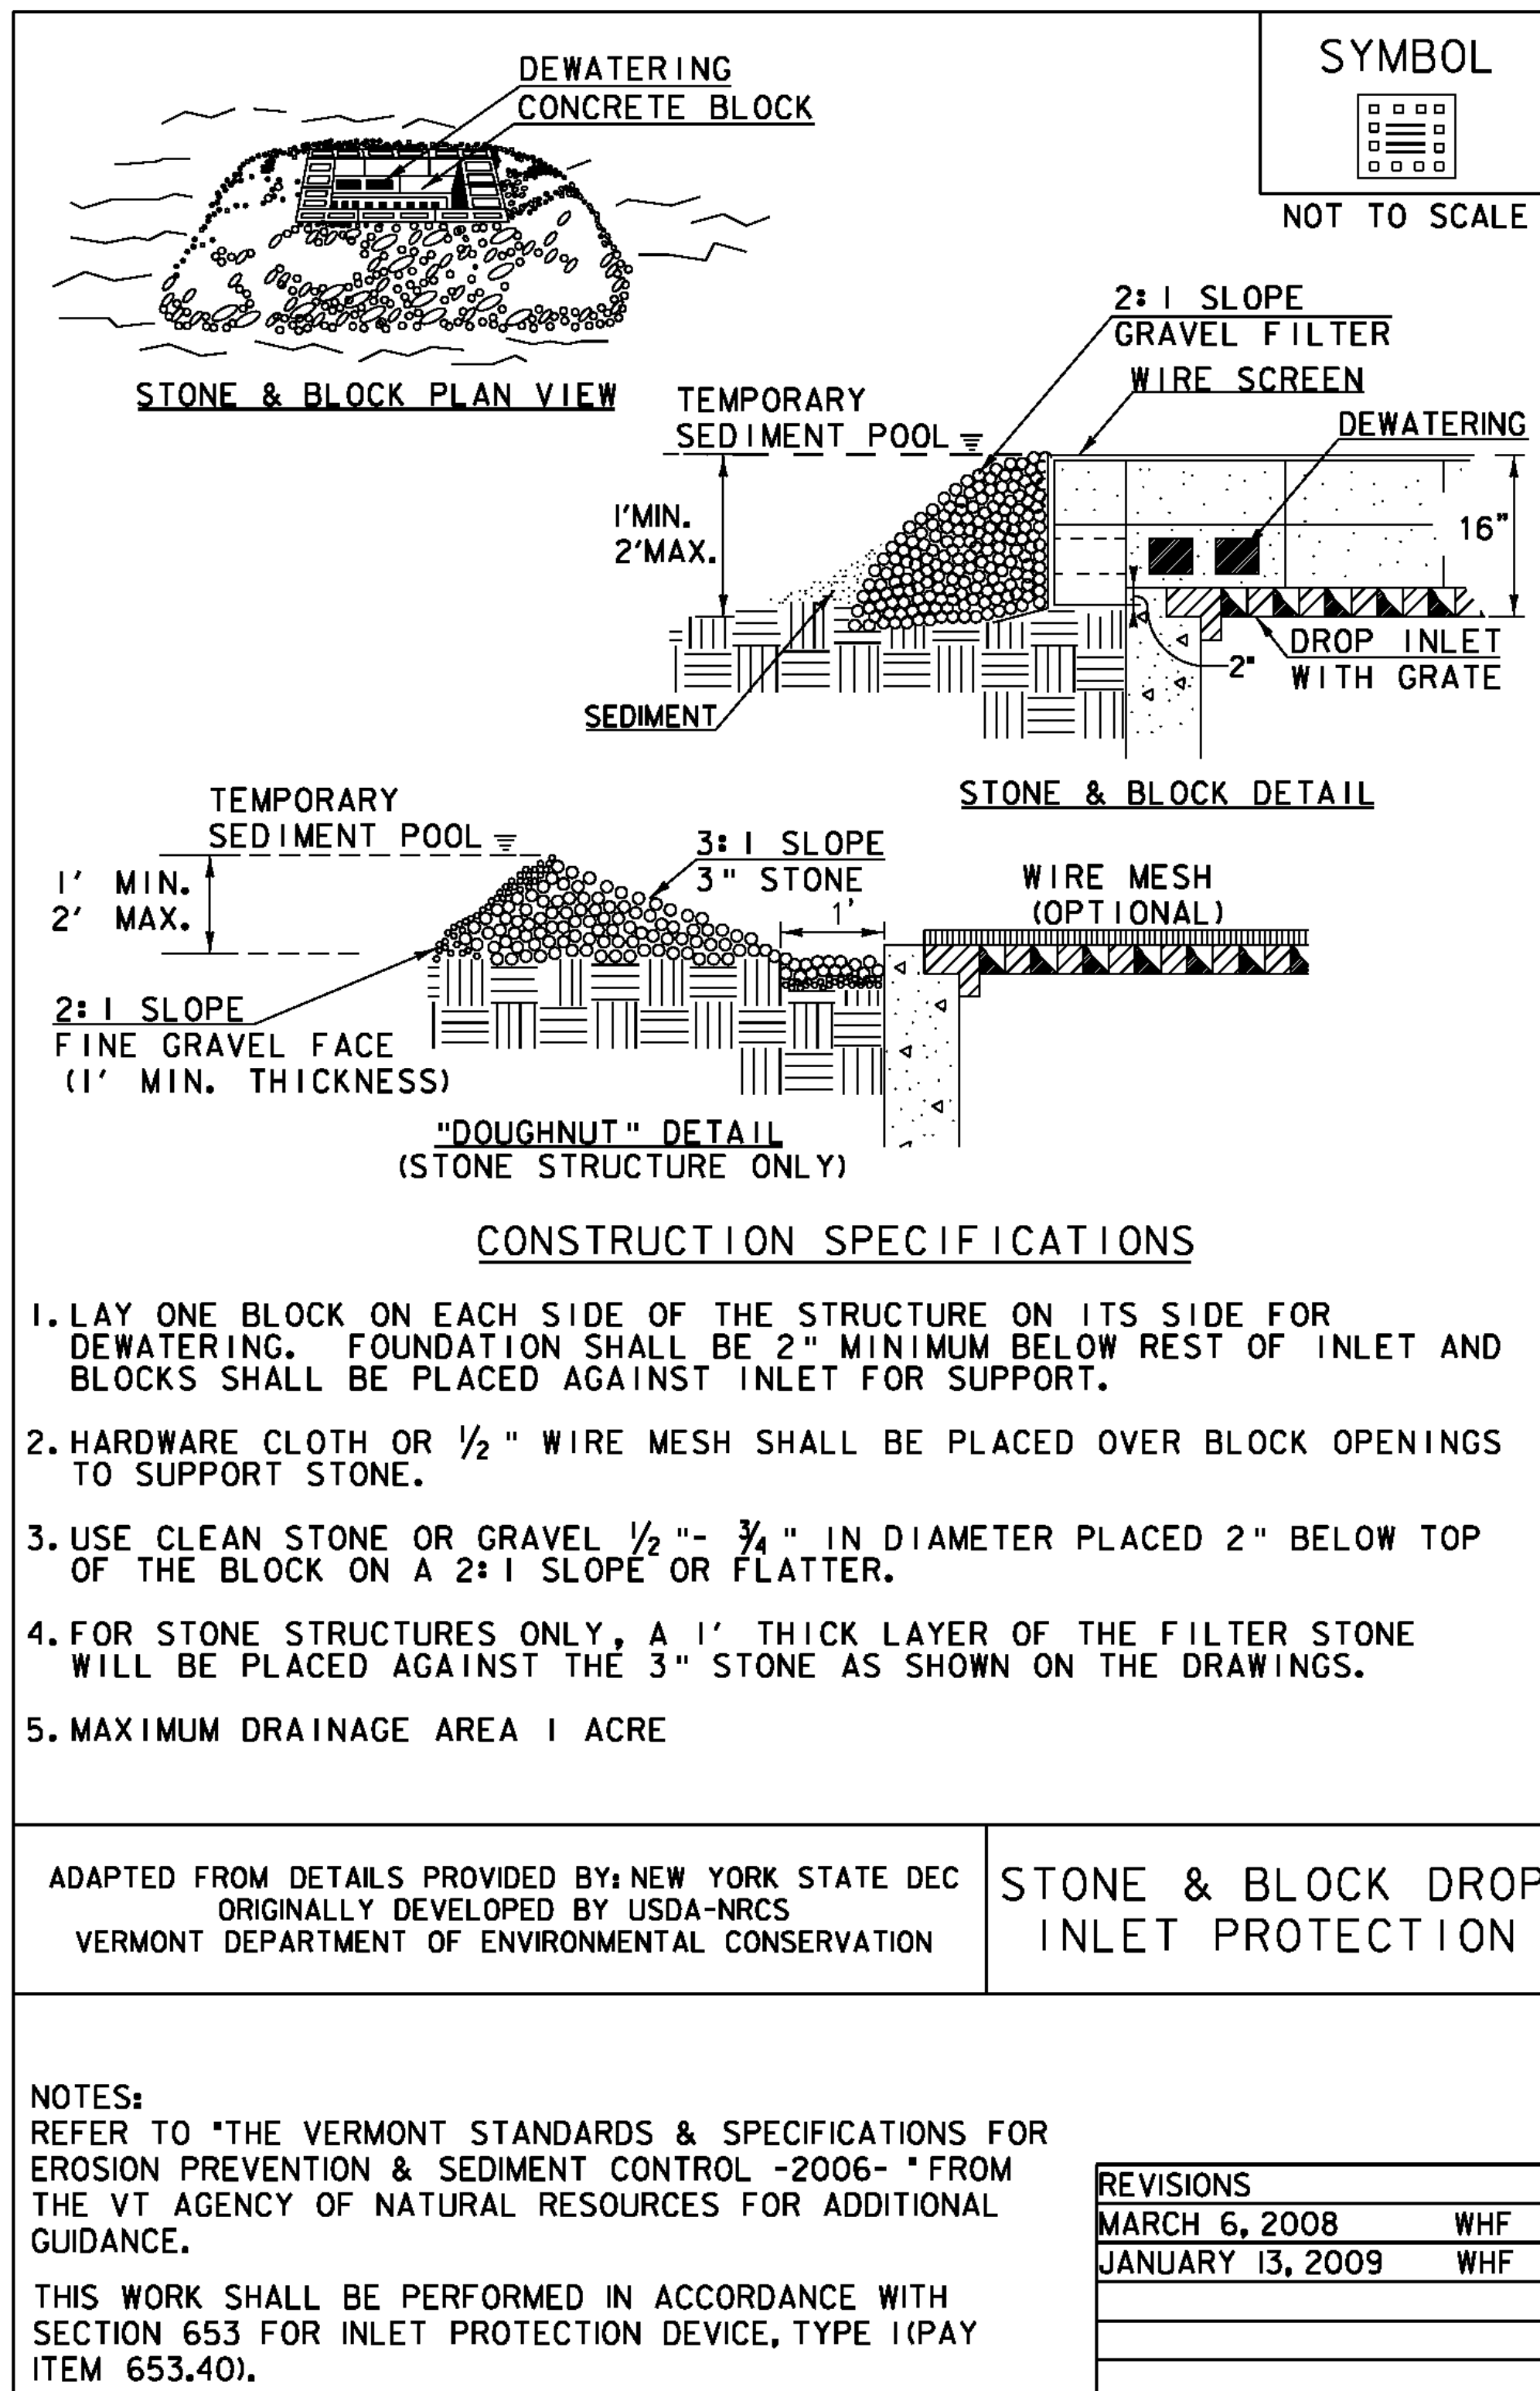 DEWATERING
CONCRETE BLOCK
STONE & BLOCK PLAN VIEW
SYMBOL
NOT TO SCALE
2:1 SLOPE
GRAVEL FILTER
WIRE SCREEN
TEMPORARY
SEDIMENT POOL
DEWATERING
1'MIN.
2'MAX.
16"
2"
DROP INLET
WITH GRATE
SEDIMENT
STONE & BLOCK DETAIL
TEMPORARY
SEDIMENT POOL
3:1 SLOPE
3" STONE
1'
1' MIN.
2' MAX.
WIRE MESH
(OPTIONAL)
2:1 SLOPE
FINE GRAVEL FACE
(1' MIN. THICKNESS)
"DOUGHNUT" DETAIL
(STONE STRUCTURE ONLY)
CONSTRUCTION SPECIFICATIONS
1. LAY ONE BLOCK ON EACH SIDE OF THE STRUCTURE ON ITS SIDE FOR
DEWATERING. FOUNDATION SHALL BE 2" MINIMUM BELOW REST OF INLET AND
BLOCKS SHALL BE PLACED AGAINST INLET FOR SUPPORT.
2. HARDWARE CLOTH OR 1/2" WIRE MESH SHALL BE PLACED OVER BLOCK OPENINGS
TO SUPPORT STONE.
3. USE CLEAN STONE OR GRAVEL 1/2"- 3/4" IN DIAMETER PLACED 2" BELOW TOP
OF THE BLOCK ON A 2:1 SLOPE OR FLATTER.
4. FOR STONE STRUCTURES ONLY, A 1' THICK LAYER OF THE FILTER STONE
WILL BE PLACED AGAINST THE 3" STONE AS SHOWN ON THE DRAWINGS.
5. MAXIMUM DRAINAGE AREA 1 ACRE
ADAPTED FROM DETAILS PROVIDED BY: NEW YORK STATE DEC
ORIGINALLY DEVELOPED BY USDA-NRCS
VERMONT DEPARTMENT OF ENVIRONMENTAL CONSERVATION
STONE & BLOCK DROP
INLET PROTECTION
NOTES:
REFER TO "THE VERMONT STANDARDS & SPECIFICATIONS FOR
EROSION PREVENTION & SEDIMENT CONTROL -2006- " FROM
THE VT AGENCY OF NATURAL RESOURCES FOR ADDITIONAL
GUIDANCE.
THIS WORK SHALL BE PERFORMED IN ACCORDANCE WITH
SECTION 653 FOR INLET PROTECTION DEVICE, TYPE I (PAY
ITEM 653.40).
REVISIONS
MARCH 6, 2008 WHF
JANUARY 13, 2009 WHF